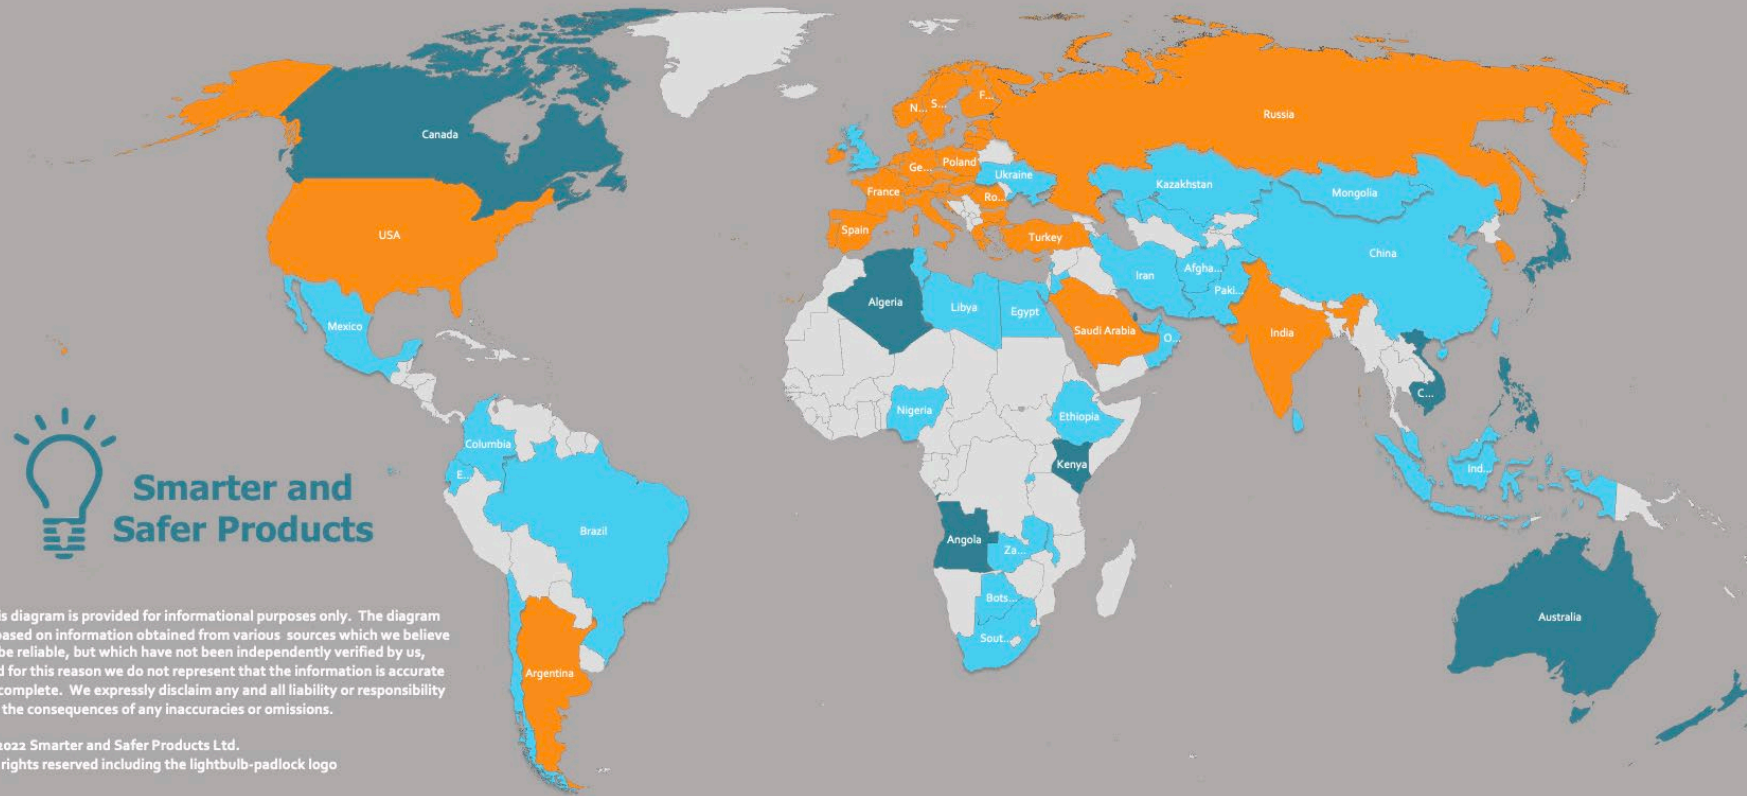 Canada
USA
Mexico
Columbia
E...
Brazil
Argentina
N...
S...
F...
Ge...
Poland
Ukraine
France
Ro...
Spain
Turkey
Russia
Kazakhstan
Mongolia
China
Iran
Afgha...
Paki...
India
Saudi Arabia
O...
Algeria
Libya
Egypt
Nigeria
Ethiopia
Kenya
Angola
Za...
Bots...
Sout...
C...
Ind...
Australia
Smarter and
Safer Products
is diagram is provided for informational purposes only. The diagram
based on information obtained from various sources which we believe
be reliable, but which have not been independently verified by us,
d for this reason we do not represent that the information is accurate
complete. We expressly disclaim any and all liability or responsibility
the consequences of any inaccuracies or omissions.
2022 Smarter and Safer Products Ltd.
rights reserved including the lightbulb-padlock logo